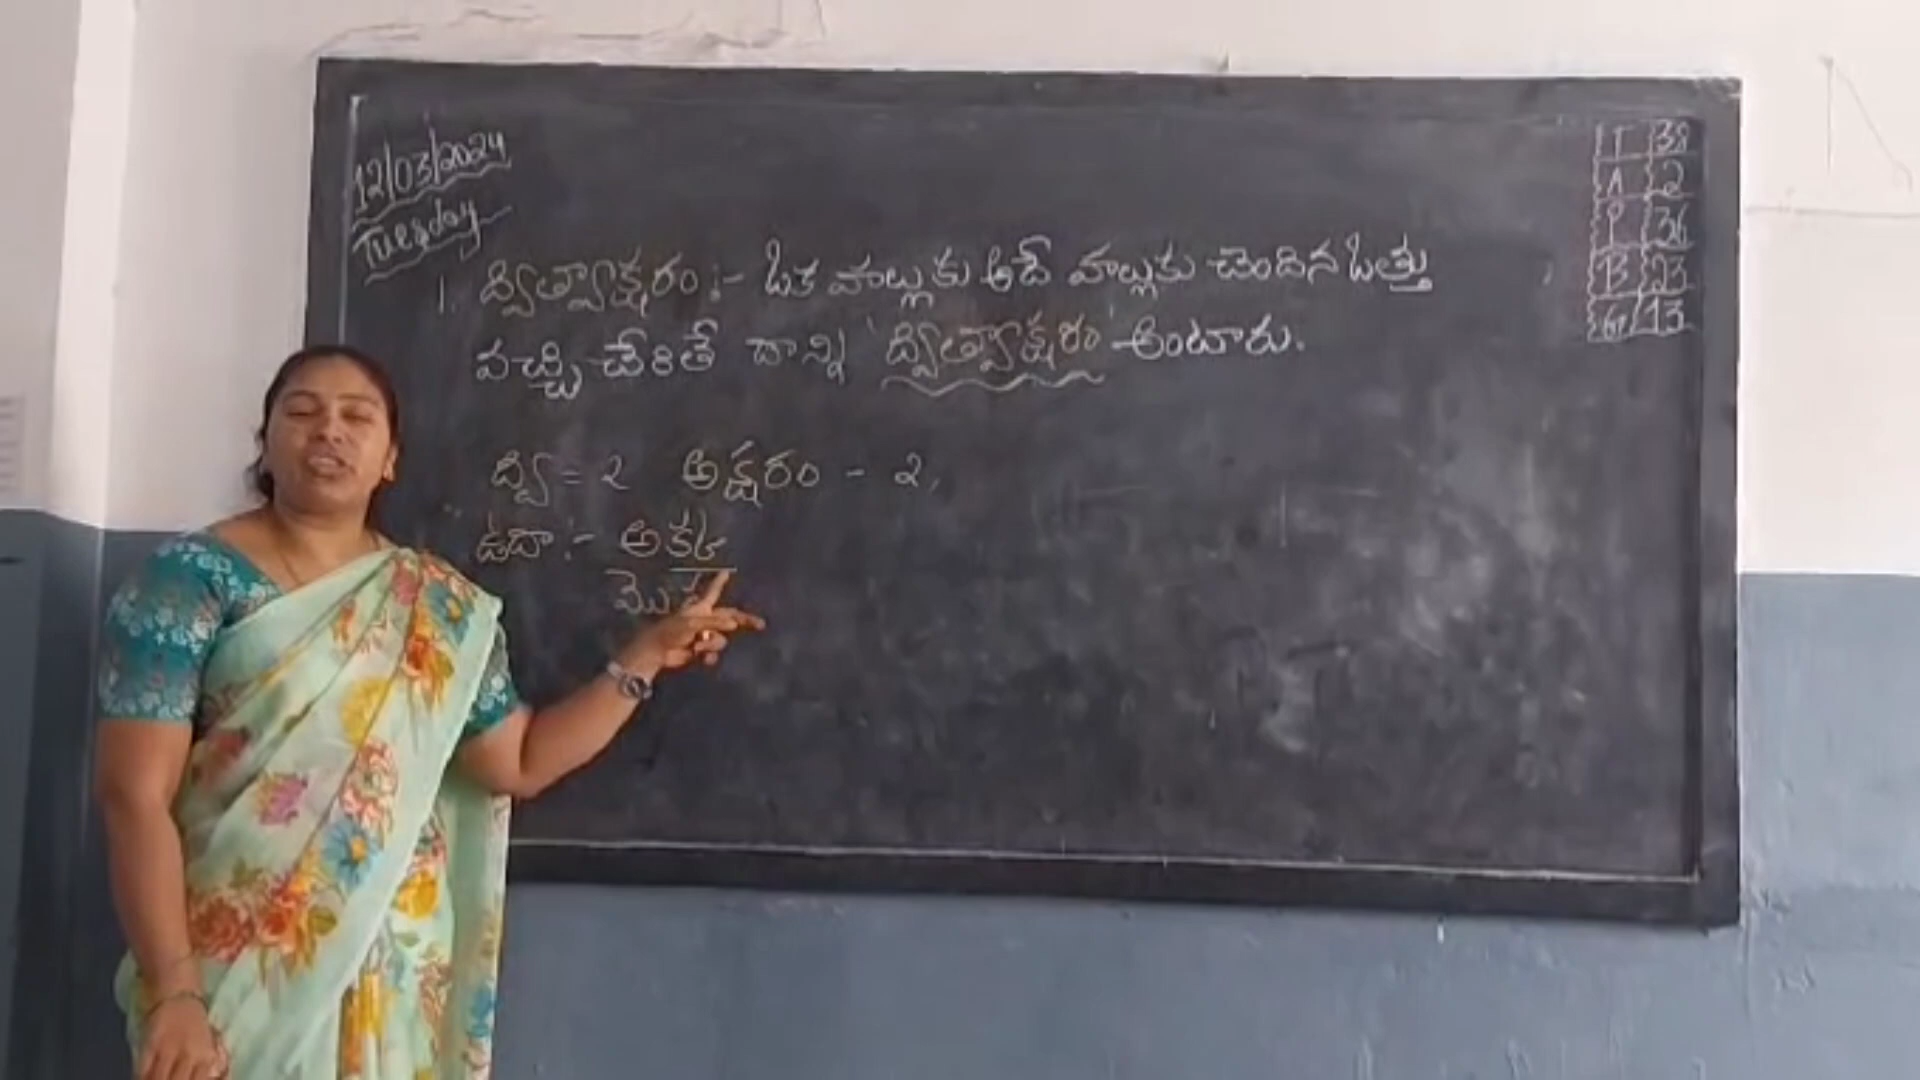 12/03/2024
Tuesday
T 38
A 2
P 36
B 23
G 13
1. ద్విత్వాక్షరం :- ఒక హల్లుకు అదే హల్లుకు చెందిన ఒత్తు
వచ్చి చేరితే దాన్ని 'ద్విత్వాక్షరం' అంటారు.
ద్వి = 2 అక్షరం - 2,
ఉదా :- అక్క